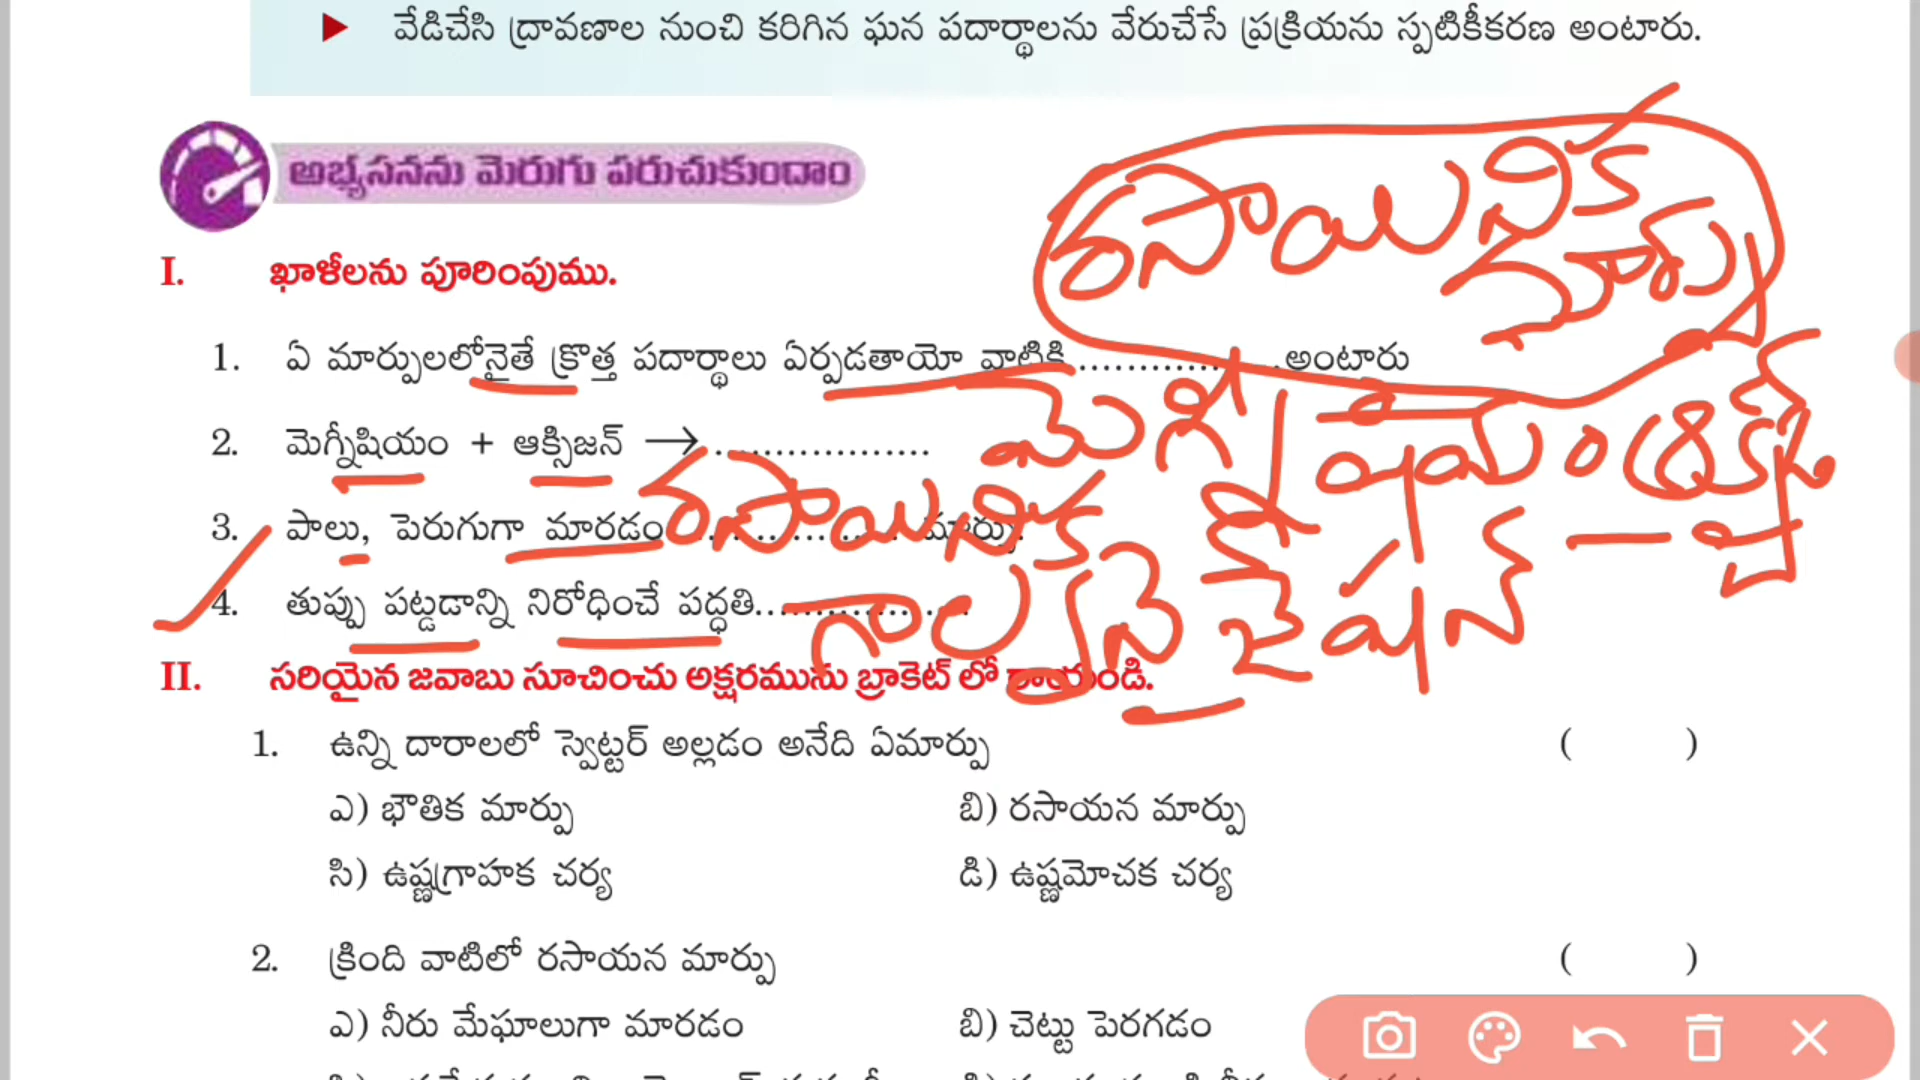 వేడిచేసి ద్రావణాల నుంచి కరిగిన ఘన పదార్థాలను వేరుచేసే ప్రక్రియను స్పటికీకరణ అంటారు.
అభ్యసనను మెరుగు పరుచుకుందాం
రసాయనిక
మార్పు
I. ఖాళీలను పూరింపుము.
1. ఏ మార్పులలోనైతే క్రొత్త పదార్థాలు ఏర్పడతాయో వాటికి..................అంటారు
2. మెగ్నీషియం + ఆక్సిజన్ →................... మెగ్నీషియం ఆక్సైడ్
3. పాలు, పెరుగుగా మారడం రసాయినిక మార్పు.
4. తుప్పు పట్టడాన్ని నిరోధించే పద్ధతి.................. గాల్వనైజేషన్
II. సరియైన జవాబు సూచించు అక్షరమును బ్రాకెట్ లో రాయండి.
1. ఉన్ని దారాలలో స్వెట్టర్ అల్లడం అనేది ఏమార్పు ( )
ఎ) భౌతిక మార్పు బి) రసాయన మార్పు
సి) ఉష్ణగ్రాహక చర్య డి) ఉష్ణమోచక చర్య
2. క్రింది వాటిలో రసాయన మార్పు ( )
ఎ) నీరు మేఘాలుగా మారడం బి) చెట్టు పెరగడం